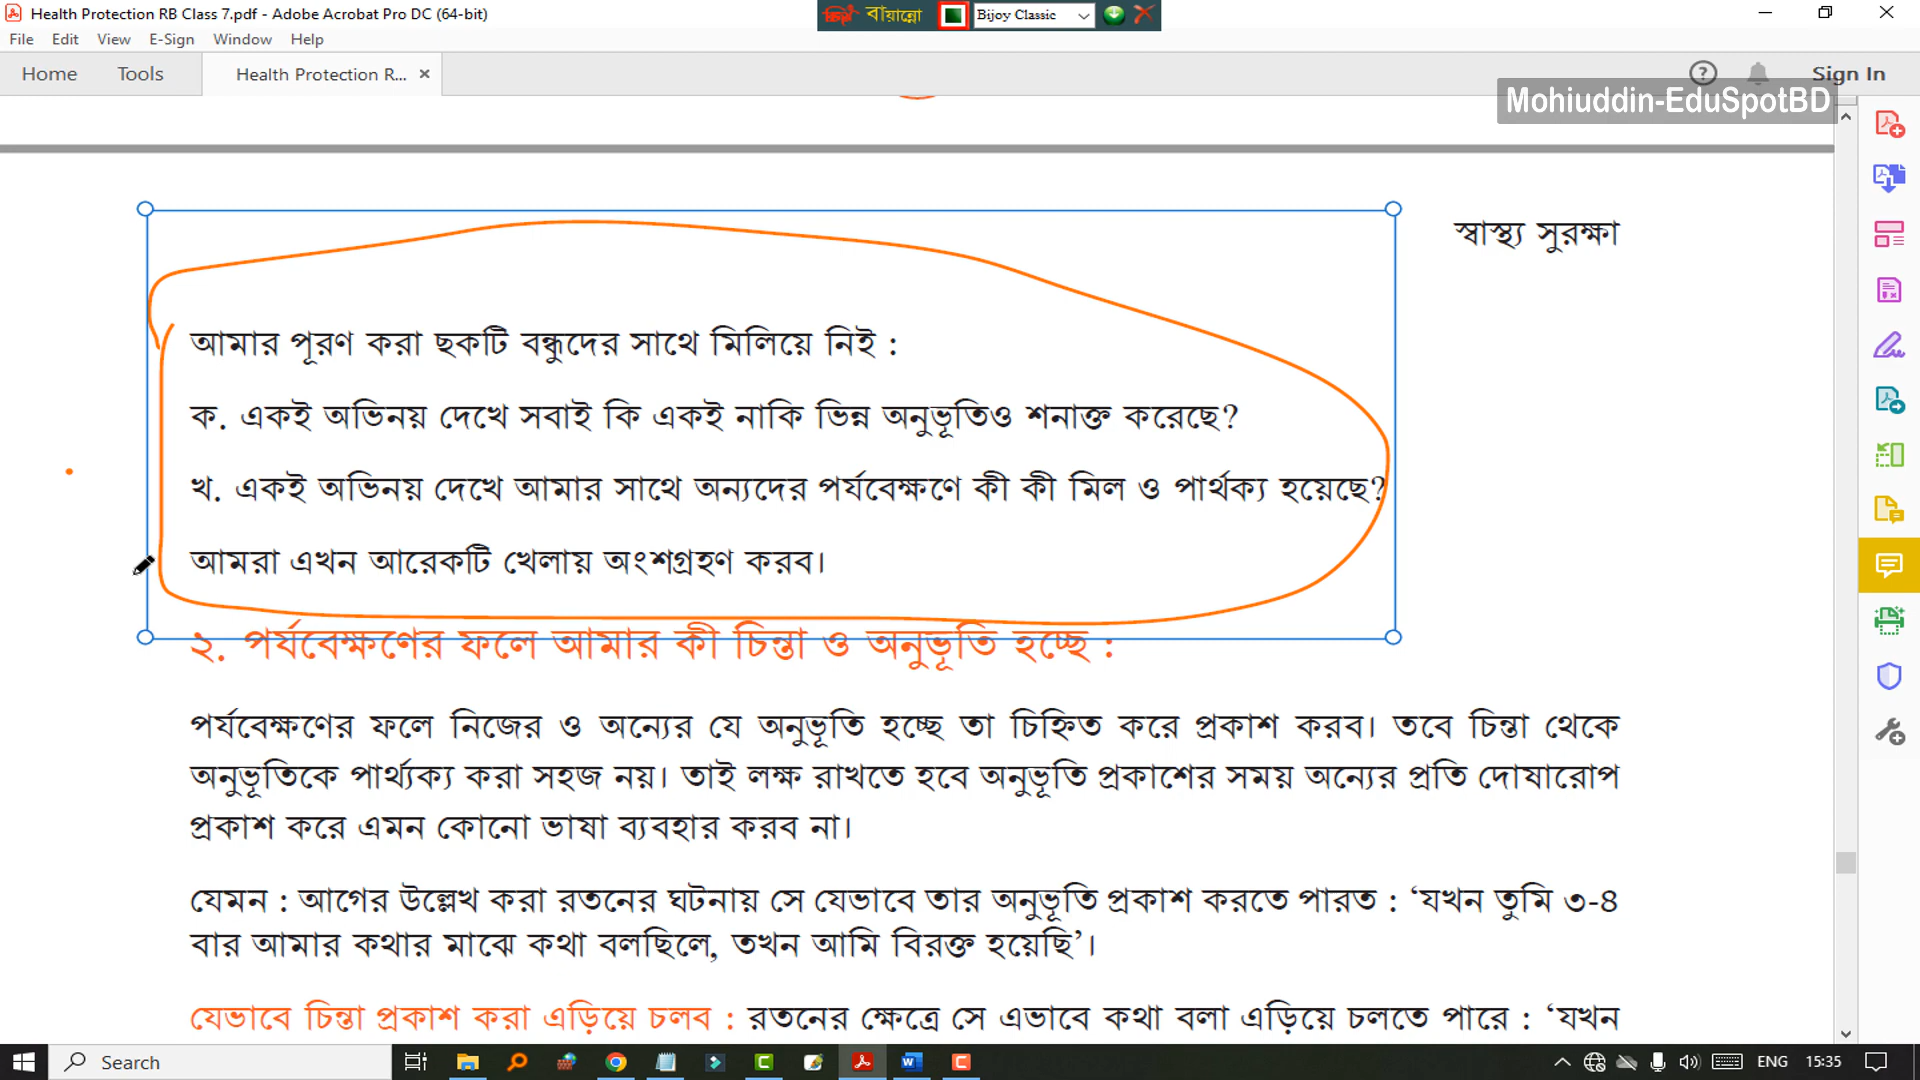 Health Protection RB Class 7.pdf - Adobe Acrobat Pro DC (64-bit)
বায়ান্নো
Bijoy Classic
File Edit View E-Sign Window Help
Home Tools Health Protection R... × ? Sign In
Mohiuddin-EduSpotBD
স্বাস্থ্য সুরক্ষা
আমার পূরণ করা ছকটি বন্ধুদের সাথে মিলিয়ে নিই :
ক. একই অভিনয় দেখে সবাই কি একই নাকি ভিন্ন অনুভূতিও শনাক্ত করেছে?
খ. একই অভিনয় দেখে আমার সাথে অন্যদের পর্যবেক্ষণে কী কী মিল ও পার্থক্য হয়েছে?
আমরা এখন আরেকটি খেলায় অংশগ্রহণ করব।
২. পর্যবেক্ষণের ফলে আমার কী চিন্তা ও অনুভূতি হচ্ছে :
পর্যবেক্ষণের ফলে নিজের ও অন্যের যে অনুভূতি হচ্ছে তা চিহ্নিত করে প্রকাশ করব। তবে চিন্তা থেকে
অনুভূতিকে পার্থ্যক্য করা সহজ নয়। তাই লক্ষ রাখতে হবে অনুভূতি প্রকাশের সময় অন্যের প্রতি দোষারোপ
প্রকাশ করে এমন কোনো ভাষা ব্যবহার করব না।
যেমন : আগের উল্লেখ করা রতনের ঘটনায় সে যেভাবে তার অনুভূতি প্রকাশ করতে পারত : ‘যখন তুমি ৩-৪
বার আমার কথার মাঝে কথা বলছিলে, তখন আমি বিরক্ত হয়েছি’।
যেভাবে চিন্তা প্রকাশ করা এড়িয়ে চলব : রতনের ক্ষেত্রে সে এভাবে কথা বলা এড়িয়ে চলতে পারে : ‘যখন
Search ENG 15:35